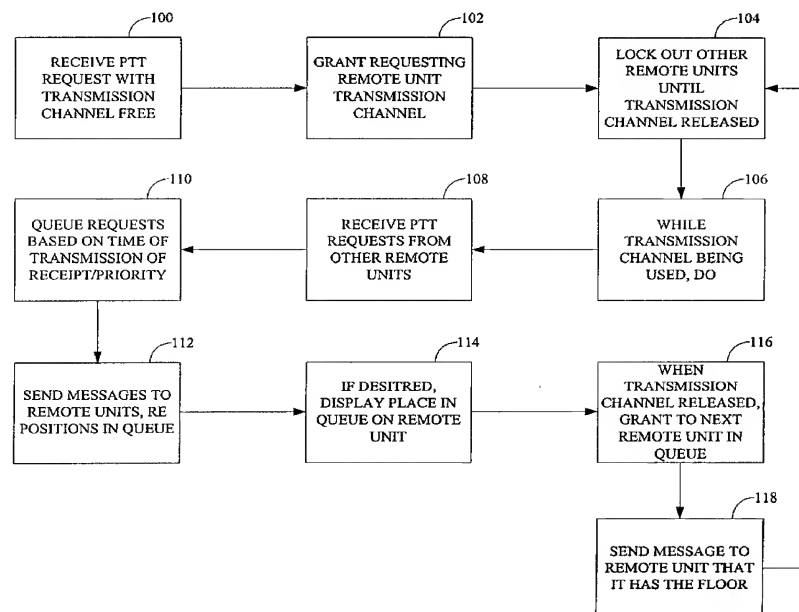 100
RECEIVE PTT
REQUEST WITH
TRANSMISSION
CHANNEL FREE
102
GRANT REQUESTING
REMOTE UNIT
TRANSMISSION
CHANNEL
104
LOCK OUT OTHER
REMOTE UNITS
UNTIL
TRANSMISSION
CHANNEL RELEASED
106
WHILE
TRANSMISSION
CHANNEL BEING
USED, DO
108
RECEIVE PTT
REQUESTS FROM
OTHER REMOTE
UNITS
110
QUEUE REQUESTS
BASED ON TIME OF
TRANSMISSION OF
RECEIPT/PRIORITY
112
SEND MESSAGES TO
REMOTE UNITS, RE
POSITIONS IN QUEUE
114
IF DESITRED,
DISPLAY PLACE IN
QUEUE ON REMOTE
UNIT
116
WHEN
TRANSMISSION
CHANNEL RELEASED,
GRANT TO NEXT
REMOTE UNIT IN
QUEUE
118
SEND MESSAGE TO
REMOTE UNIT THAT
IT HAS THE FLOOR